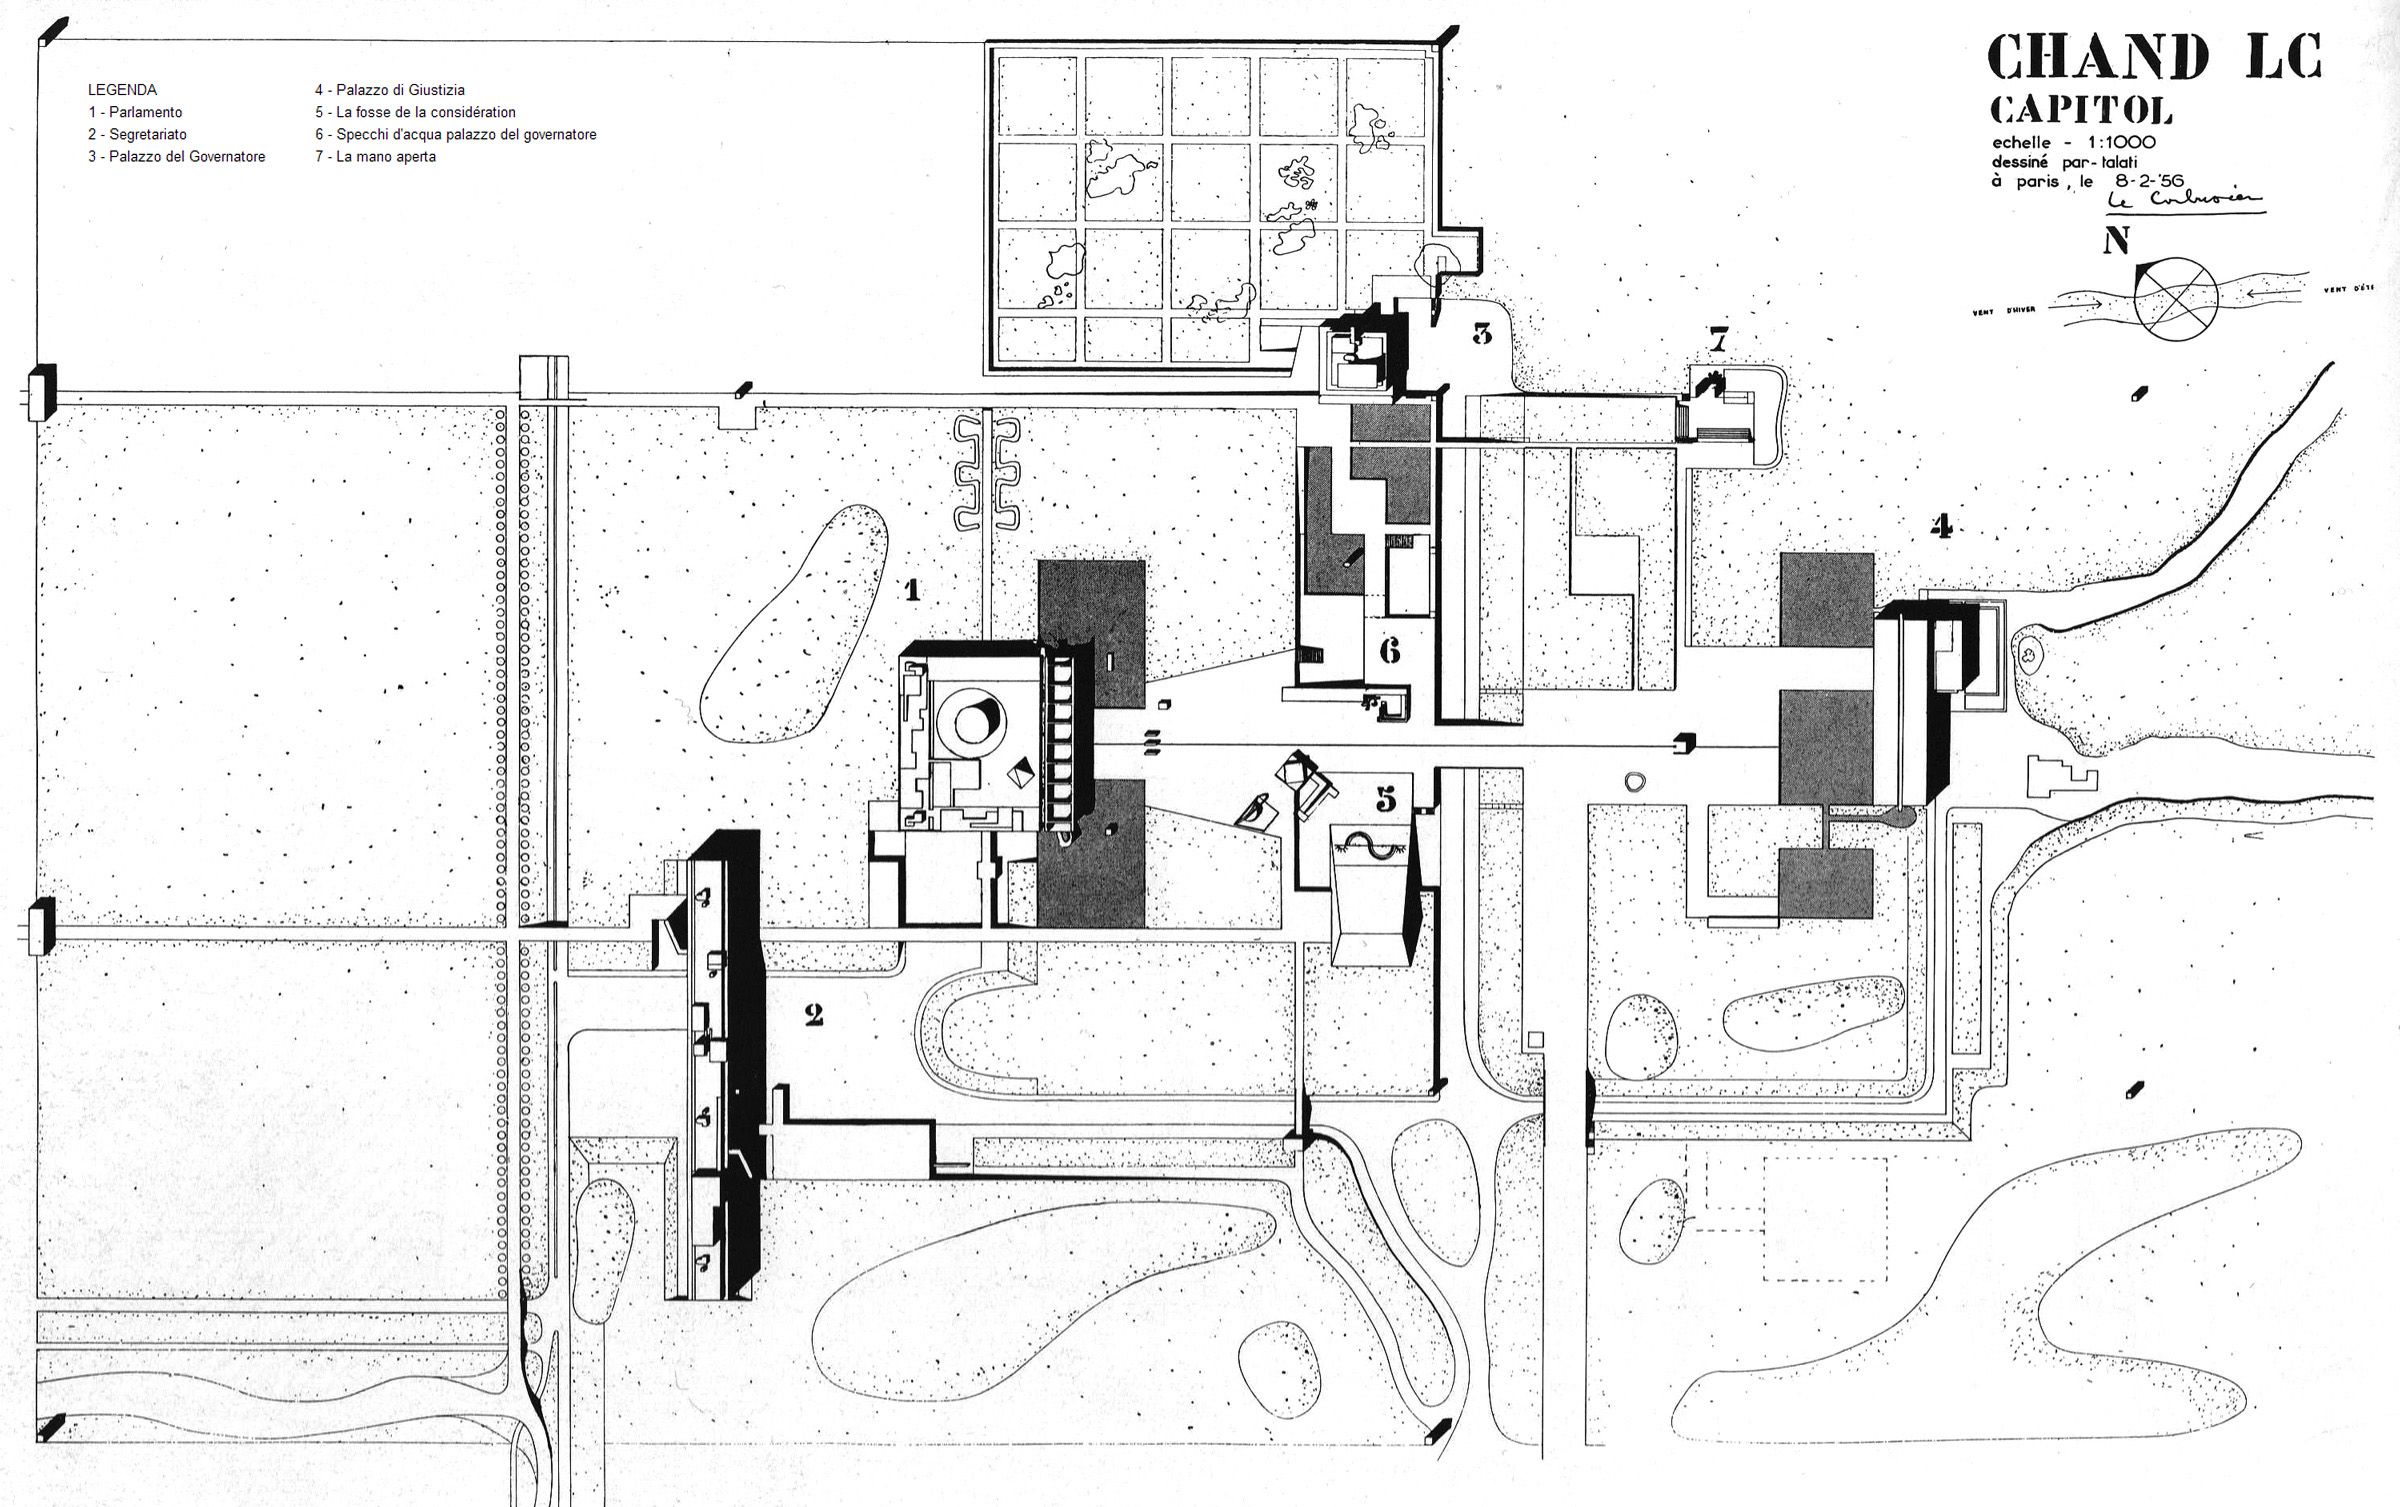 LEGENDA
1 - Parlamento
2 - Segretariato
3 - Palazzo del Governatore
4 - Palazzo di Giustizia
5 - La fosse de la considération
6 - Specchi d'acqua palazzo del governatore
7 - La mano aperta
CHAND LC
CAPITOL
echelle - 1:1000
dessiné par - talati
à paris, le 8-2-'56
Le Corbusier
N
VENT D'HIVER
VENT D'ÉTÉ
3
7
4
1
6
5
2